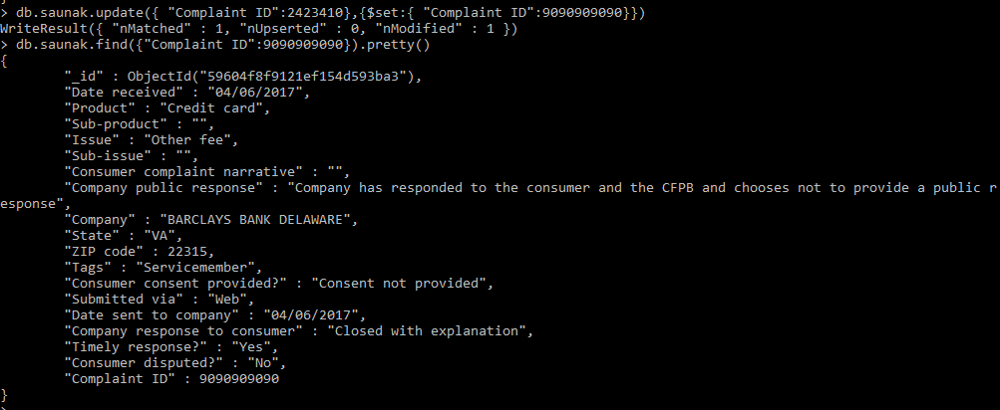 > db.saunak.update({ "Complaint ID":2423410},{$set:{ "Complaint ID":9090909090}})
WriteResult({ "nMatched" : 1, "nUpserted" : 0, "nModified" : 1 })
> db.saunak.find({"Complaint ID":9090909090}).pretty()
{
        "_id" : ObjectId("59604f8f9121ef154d593ba3"),
        "Date received" : "04/06/2017",
        "Product" : "Credit card",
        "Sub-product" : "",
        "Issue" : "Other fee",
        "Sub-issue" : "",
        "Consumer complaint narrative" : "",
        "Company public response" : "Company has responded to the consumer and the CFPB and chooses not to provide a public r
esponse",
        "Company" : "BARCLAYS BANK DELAWARE",
        "State" : "VA",
        "ZIP code" : 22315,
        "Tags" : "Servicemember",
        "Consumer consent provided?" : "Consent not provided",
        "Submitted via" : "Web",
        "Date sent to company" : "04/06/2017",
        "Company response to consumer" : "Closed with explanation",
        "Timely response?" : "Yes",
        "Consumer disputed?" : "No",
        "Complaint ID" : 9090909090
}